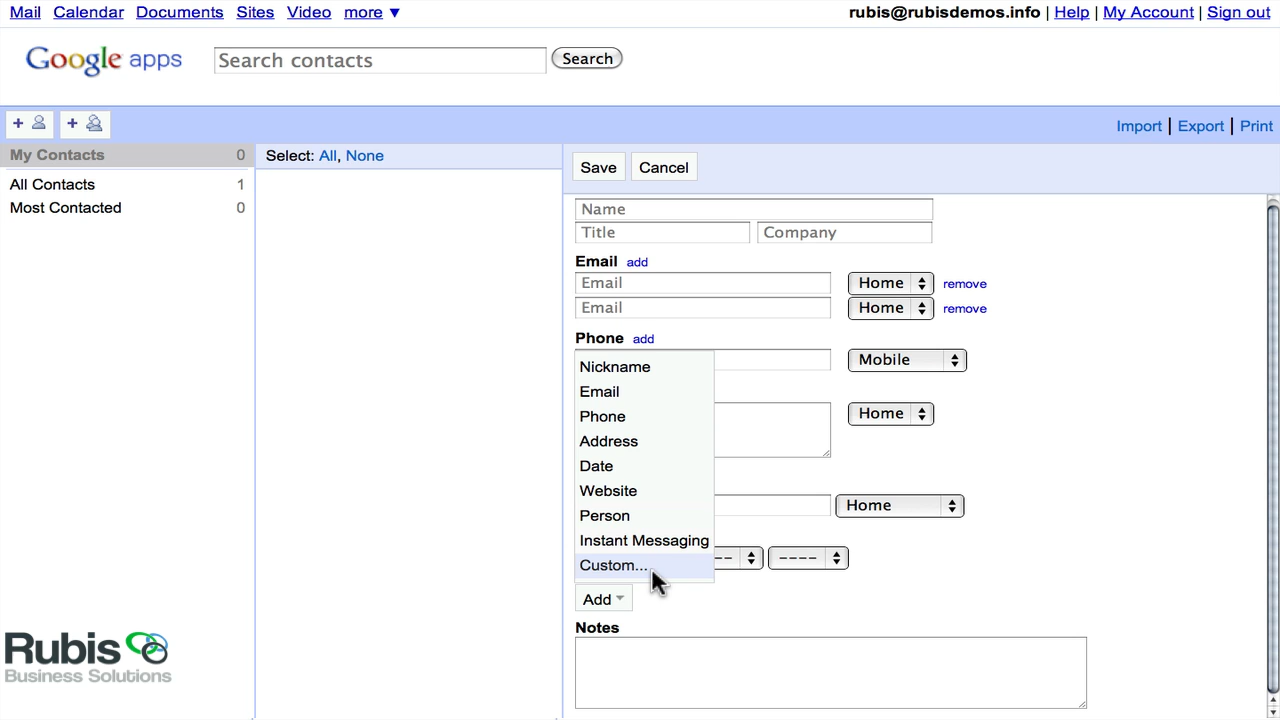 Mail Calendar Documents Sites Video more ▼
rubis@rubisdemos.info | Help | My Account | Sign out
Google apps
Search contacts
Search
+ +
Import | Export | Print
My Contacts 0
All Contacts 1
Most Contacted 0
Select: All, None
Save Cancel
Name
Title Company
Email add
Email Home remove
Email Home remove
Phone add
Mobile
Nickname
Email
Phone
Home
Address
Date
Website
Home
Person
Instant Messaging
-- ----
Custom...
Add
Notes
Rubis
Business Solutions